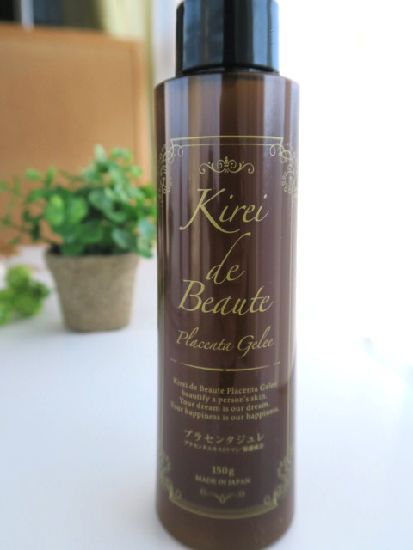 Kirei
de
Beaute
Placenta Gelee
Kirei de Beaute Placenta Gelee
beautify a person's skin.
Your dream is our dream.
Your happiness is our happiness.
プラセンタジュレ
150g
MADE IN JAPAN